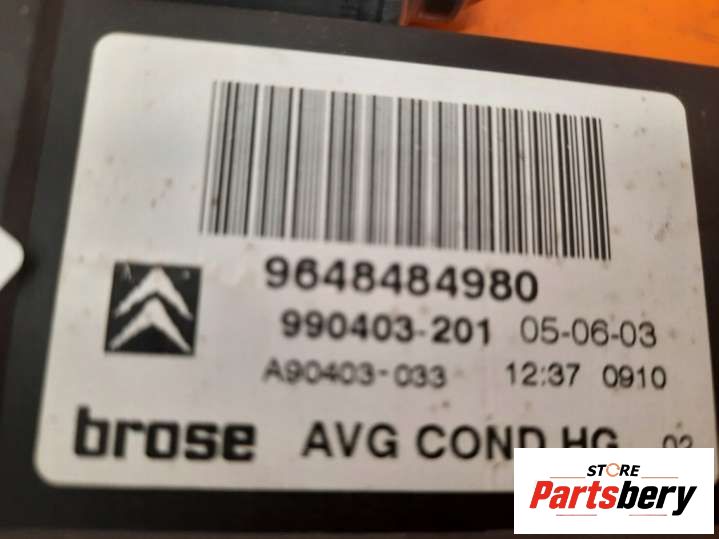 9648484980
990403-201 05-06-03
A90403-033 12:37 0910
brose AVG COND HG
STORE
Partsbery